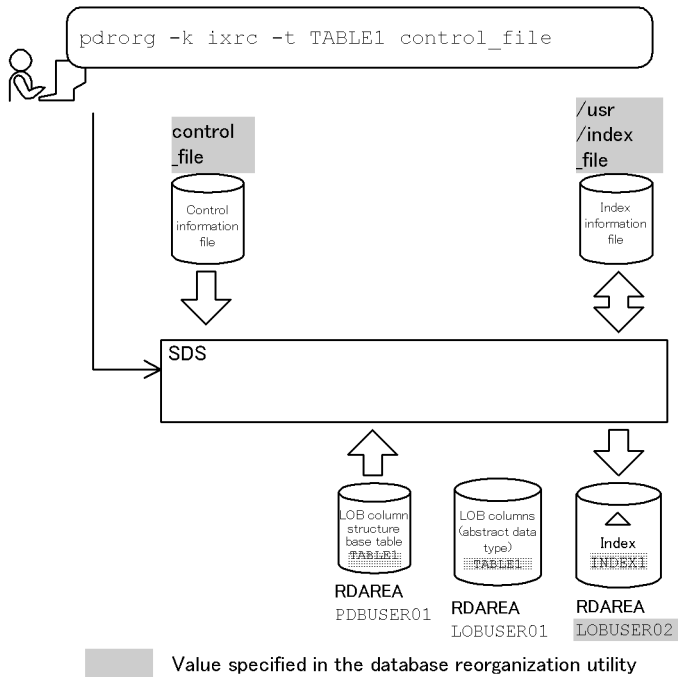 pdrorg -k ixrc -t TABLE1 control_file
control
_file
/usr
/index
_file
Control
information
file
Index
information
file
SDS
LOB column
structure
base table
TABLE1
LOB columns
(abstract data
type)
TABLE1
Index
INDEX1
RDAREA
PDBUSER01
RDAREA
LOBUSER01
RDAREA
LOBUSER02
Value specified in the database reorganization utility